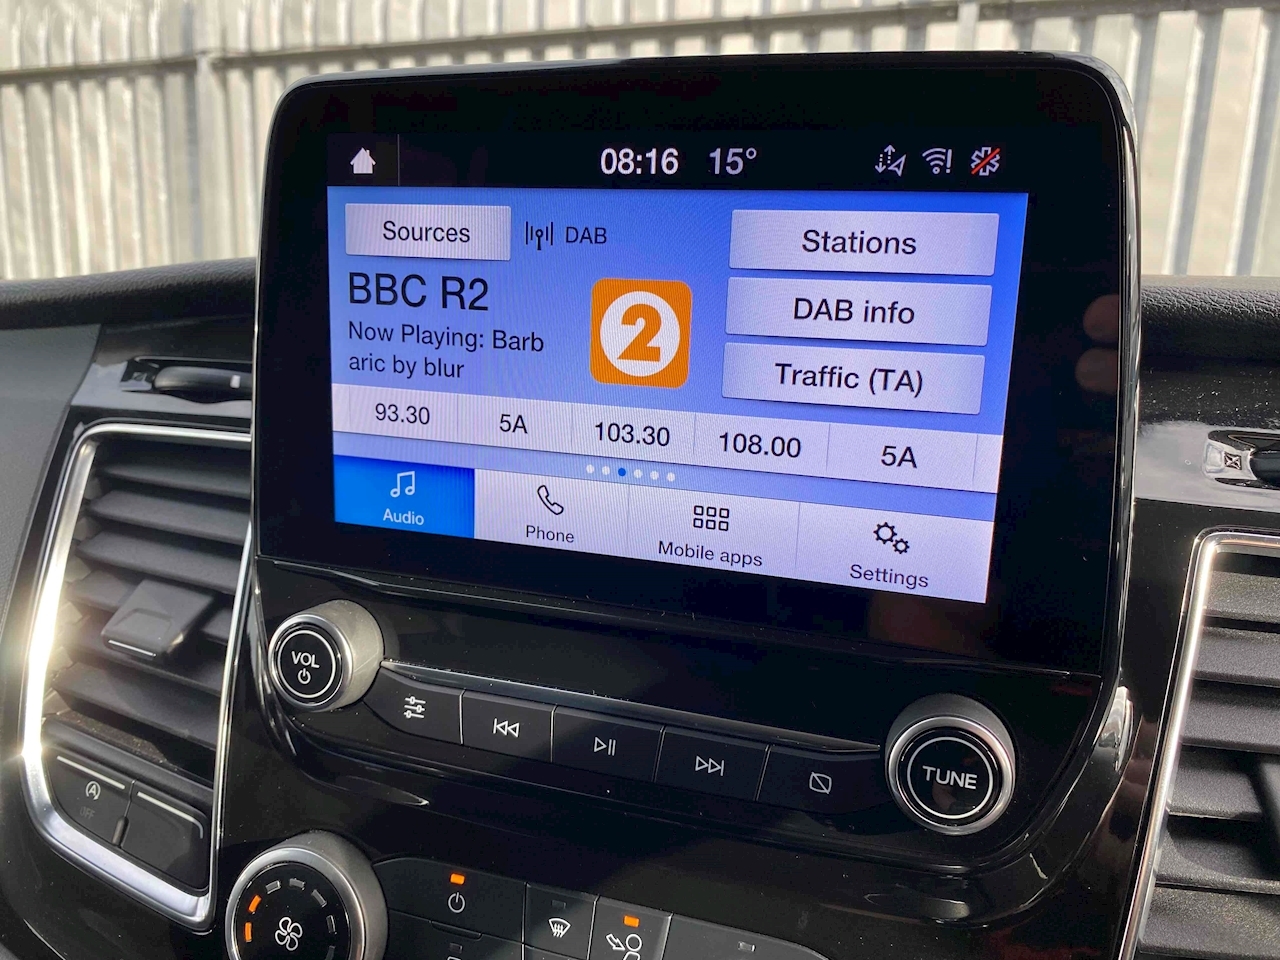 08:16 15°
Sources DAB
Stations
BBC R2
2
DAB info
Now Playing: Barb
aric by blur
Traffic (TA)
93.30 5A 103.30 108.00 5A
Audio Phone Mobile apps Settings
VOL
TUNE
A
OFF